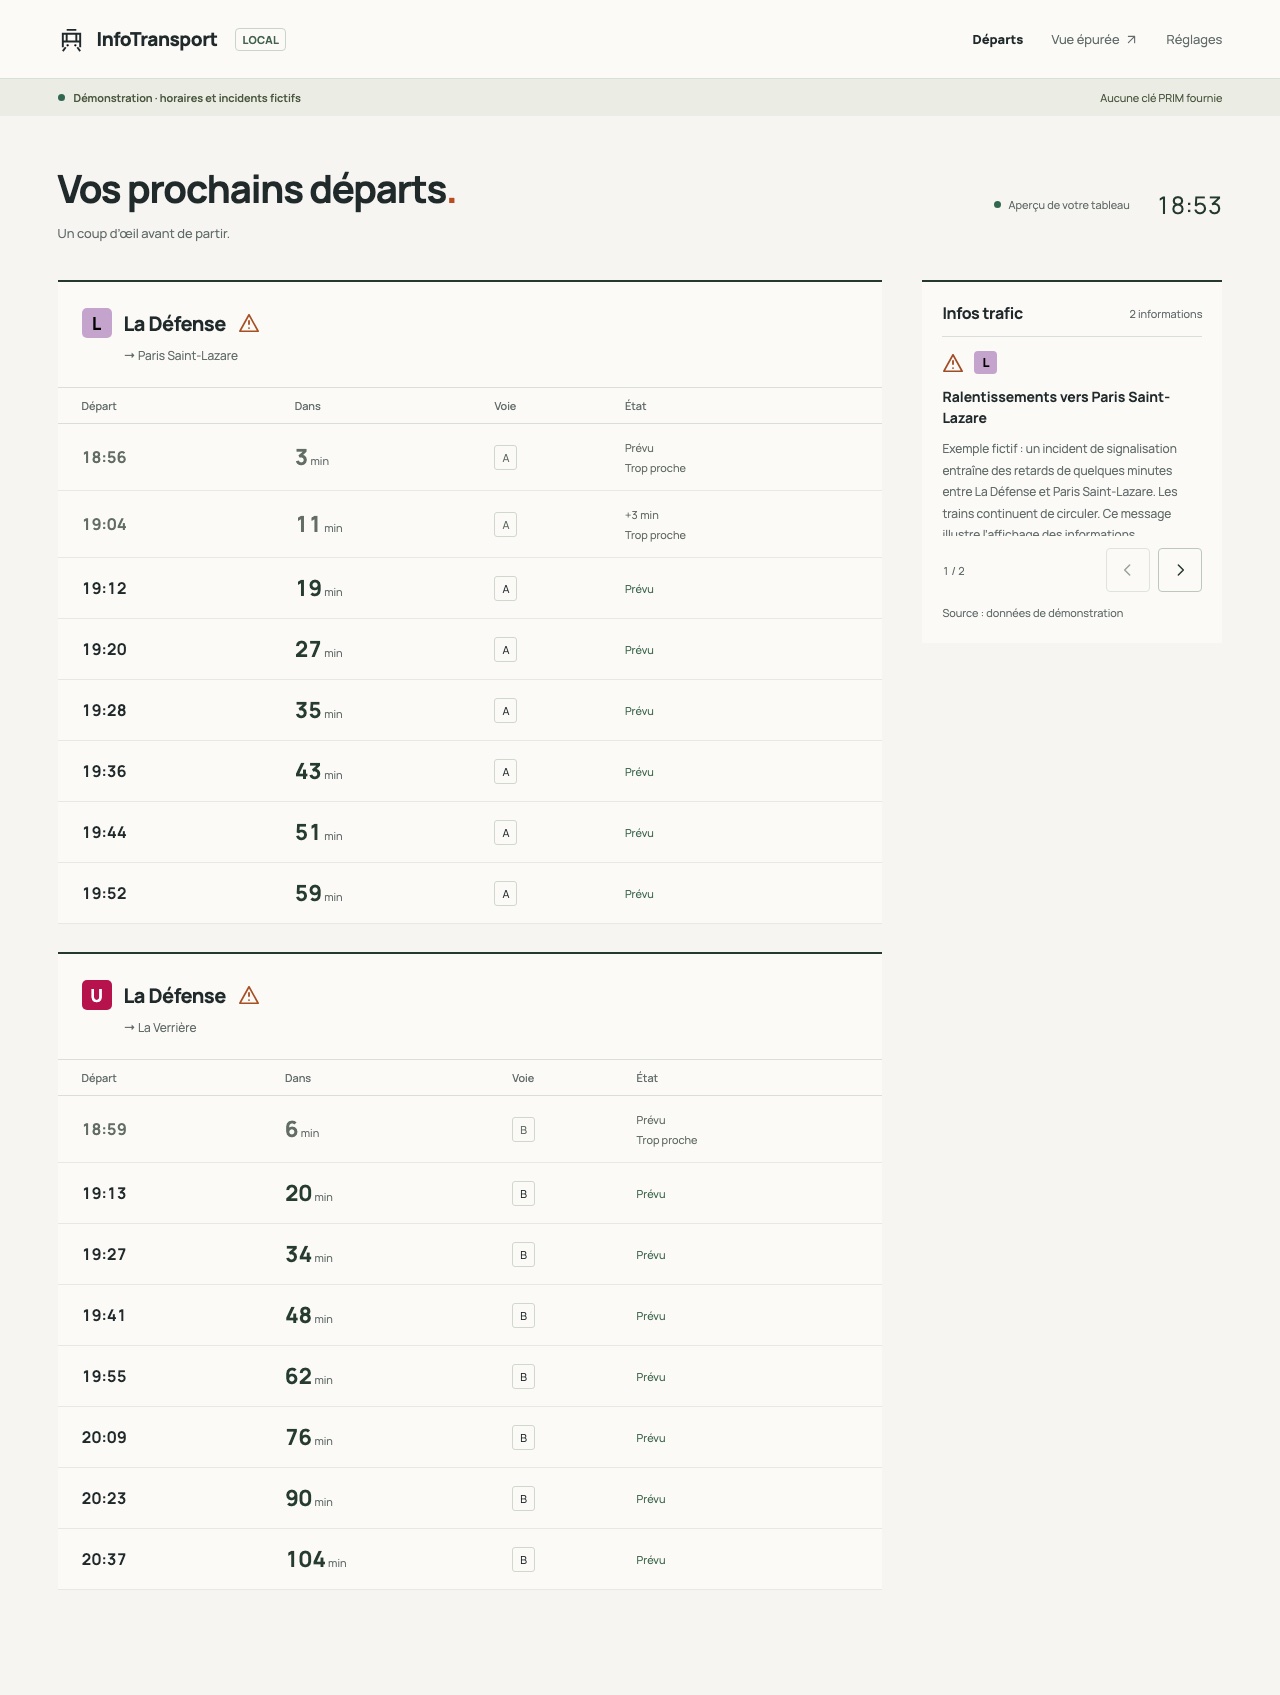 InfoTransport LOCAL
Départs Vue épurée Réglages
Démonstration · horaires et incidents fictifs
Aucune clé PRIM fournie
Vos prochains départs.
Un coup d'œil avant de partir.
Aperçu de votre tableau 18:53
L La Défense
→ Paris Saint-Lazare
Départ Dans Voie État
18:56 3 min A Prévu
Trop proche
19:04 11 min A +3 min
Trop proche
19:12 19 min A Prévu
19:20 27 min A Prévu
19:28 35 min A Prévu
19:36 43 min A Prévu
19:44 51 min A Prévu
19:52 59 min A Prévu
U La Défense
→ La Verrière
Départ Dans Voie État
18:59 6 min B Prévu
Trop proche
19:13 20 min B Prévu
19:27 34 min B Prévu
19:41 48 min B Prévu
19:55 62 min B Prévu
20:09 76 min B Prévu
20:23 90 min B Prévu
20:37 104 min B Prévu
Infos trafic 2 informations
L
Ralentissements vers Paris Saint-
Lazare
Exemple fictif : un incident de signalisation
entraîne des retards de quelques minutes
entre La Défense et Paris Saint-Lazare. Les
trains continuent de circuler. Ce message
illustre l'affichage des informations
1 / 2
Source : données de démonstration